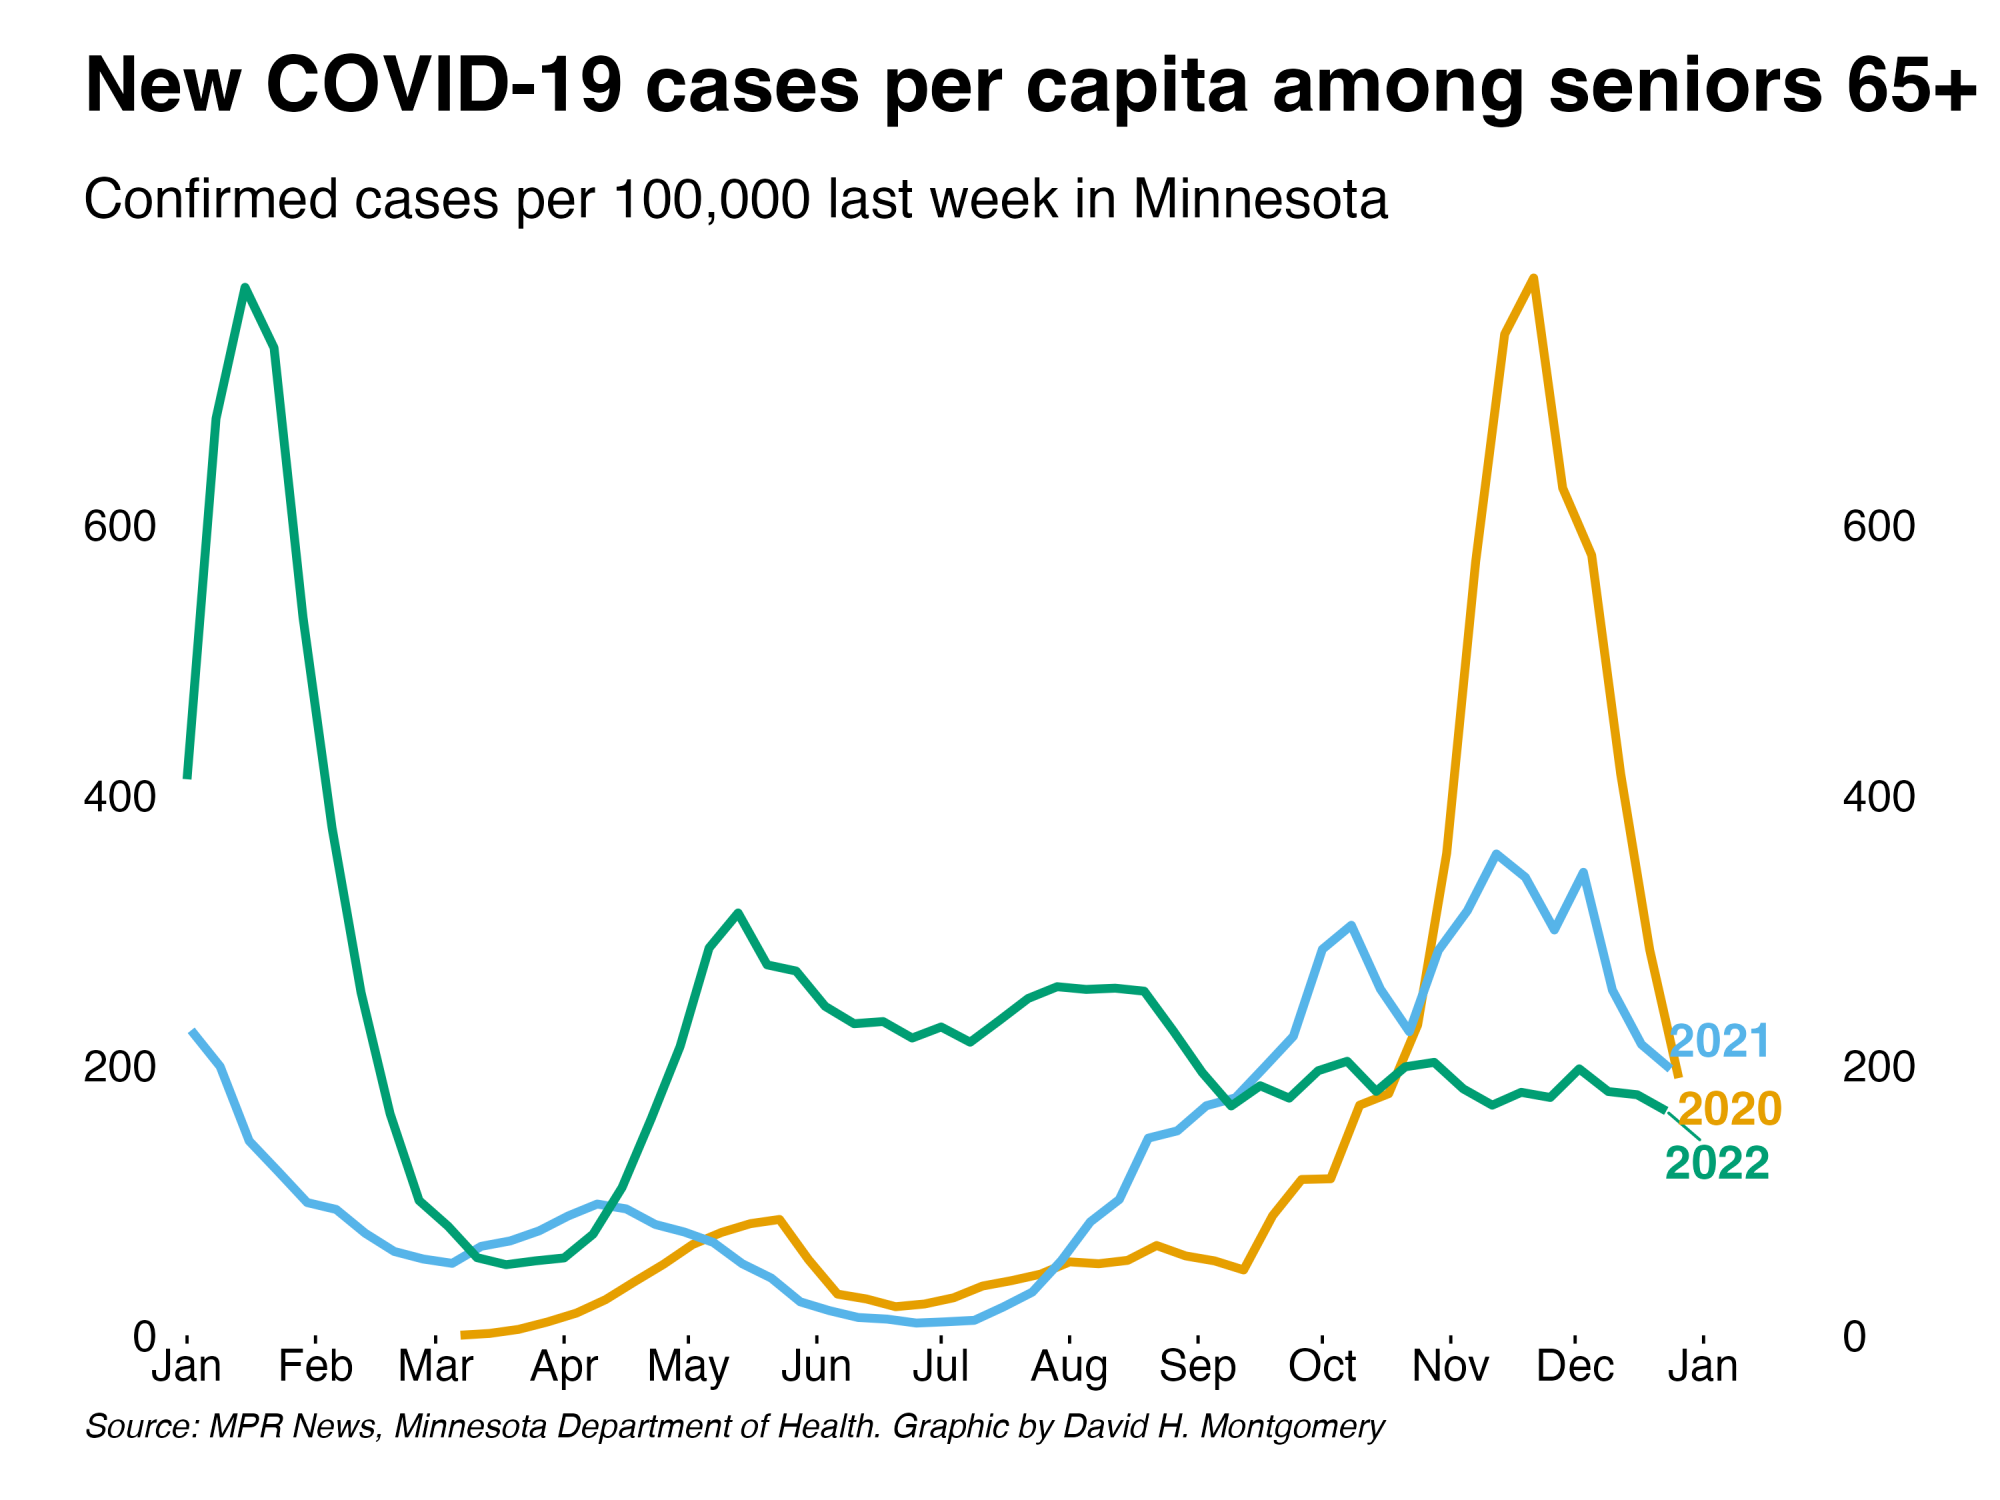 New COVID-19 cases per capita among seniors 65+
Confirmed cases per 100,000 last week in Minnesota
600 600
400 400
2021
200 200
2020
2022
0 0
Jan Feb Mar Apr May Jun Jul Aug Sep Oct Nov Dec Jan
Source: MPR News, Minnesota Department of Health. Graphic by David H. Montgomery